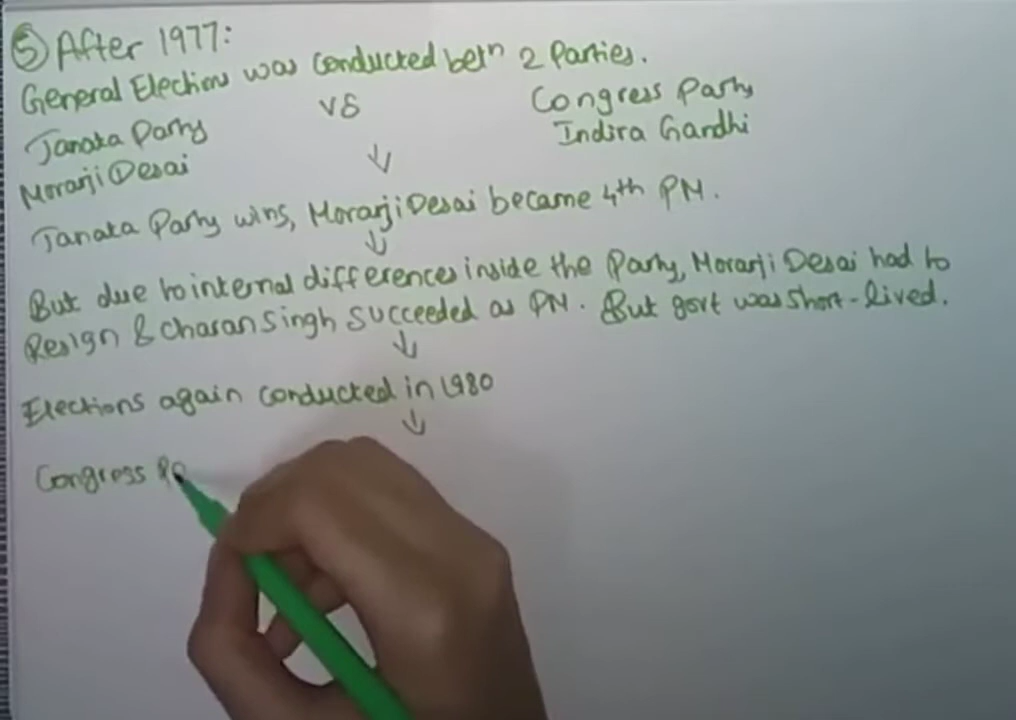 ⑤ After 1977:
General Elections was conducted betn 2 Parties.
Janata Party vs Congress Party
Morarji Desai Indira Gandhi
↓
Janata Party wins, Morarji Desai became 4th PM.
↓
But due to internal differences inside the Party, Morarji Desai had to
Resign & Charan Singh succeeded as PM. But govt was short-lived.
↓
Elections again conducted in 1980
↓
Congress Pa